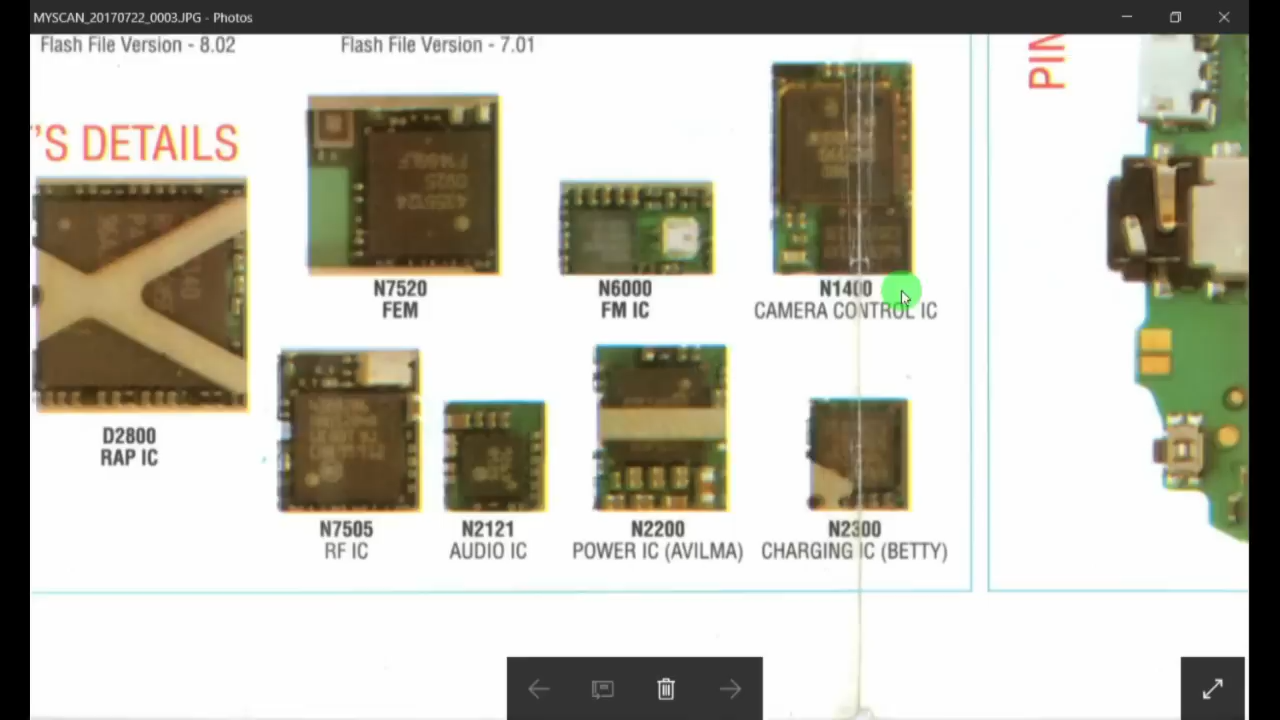 MYSCAN_20170722_0003.JPG - Photos
Flash File Version - 8.02
Flash File Version - 7.01
PIN
'S DETAILS
N7520
FEM
N6000
FM IC
N1400
CAMERA CONTROL IC
D2800
RAP IC
N7505
RF IC
N2121
AUDIO IC
N2200
POWER IC (AVILMA)
N2300
CHARGING IC (BETTY)